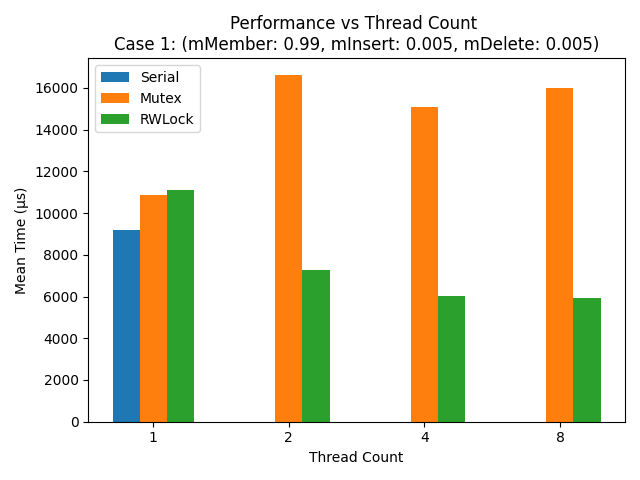 Performance vs Thread Count
Case 1: (mMember: 0.99, mInsert: 0.005, mDelete: 0.005)
Serial
Mutex
RWLock
Mean Time (µs)
16000
14000
12000
10000
8000
6000
4000
2000
0
1 2 4 8
Thread Count